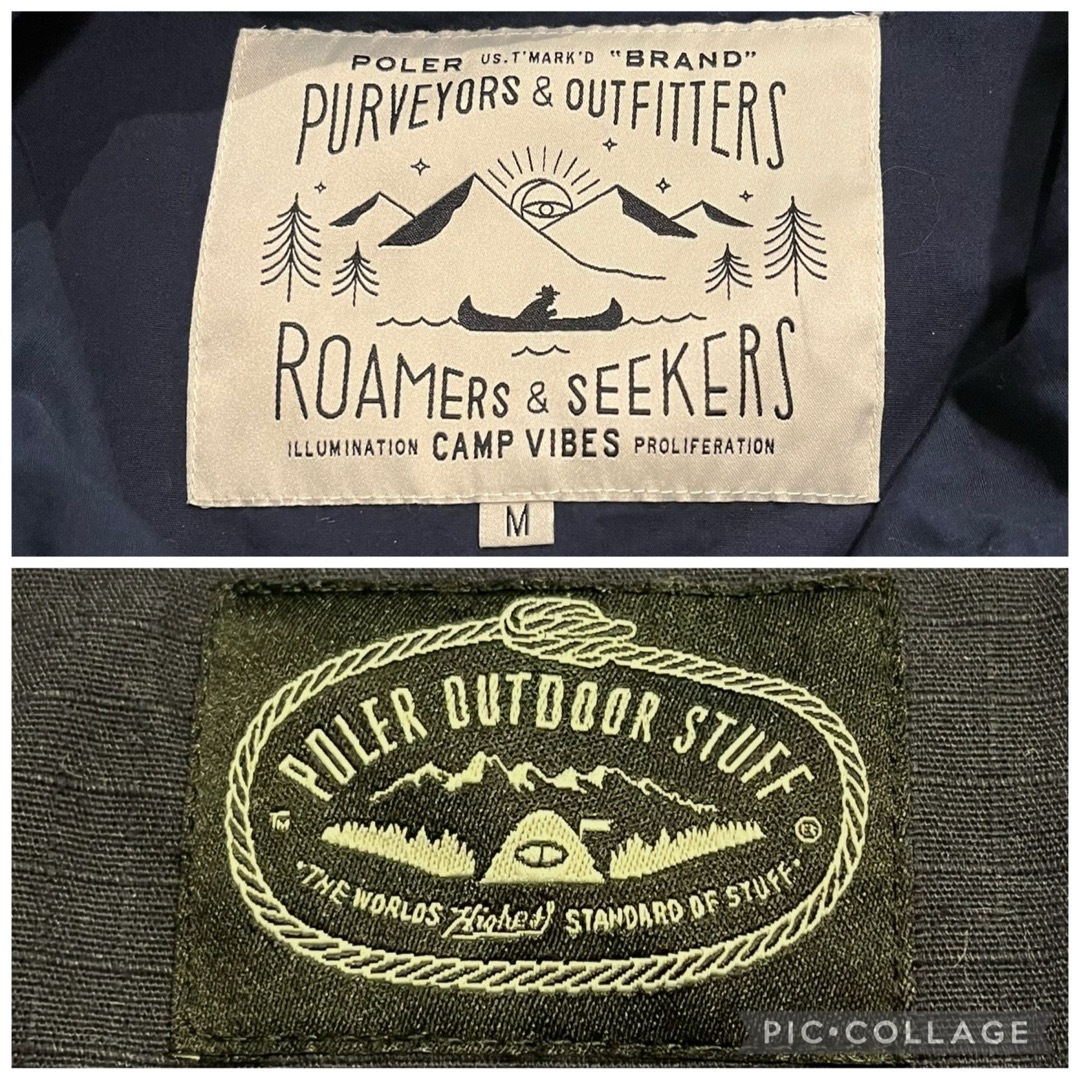 POLER US.T'MARK'D "BRAND"
PURVEYORS & OUTFITTERS
ROAMERS & SEEKERS
ILLUMINATION CAMP VIBES PROLIFERATION
M
POLER OUTDOOR STUFF
TM ®
"THE WORLDS Highest STANDARD OF STUFF"
PIC•COLLAGE